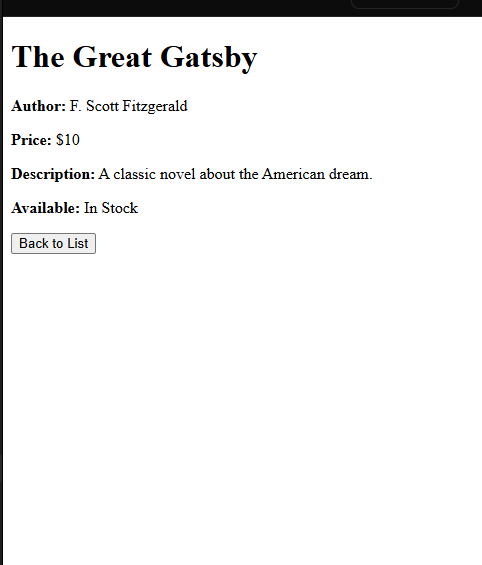 The Great Gatsby
Author: F. Scott Fitzgerald
Price: $10
Description: A classic novel about the American dream.
Available: In Stock
Back to List